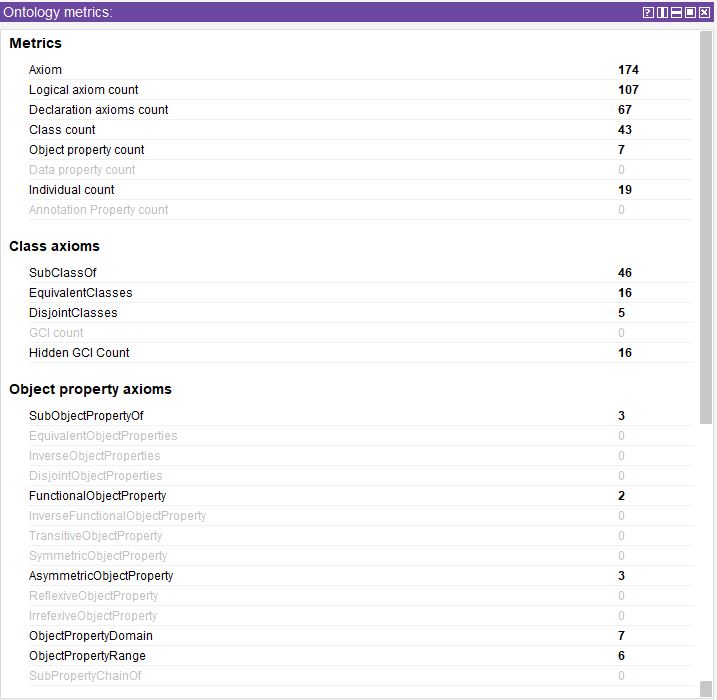 Ontology metrics:
Metrics
Axiom 174
Logical axiom count 107
Declaration axioms count 67
Class count 43
Object property count 7
Data property count 0
Individual count 19
Annotation Property count 0
Class axioms
SubClassOf 46
EquivalentClasses 16
DisjointClasses 5
GCI count 0
Hidden GCI Count 16
Object property axioms
SubObjectPropertyOf 3
EquivalentObjectProperties 0
InverseObjectProperties 0
DisjointObjectProperties 0
FunctionalObjectProperty 2
InverseFunctionalObjectProperty 0
TransitiveObjectProperty 0
SymmetricObjectProperty 0
AsymmetricObjectProperty 3
ReflexiveObjectProperty 0
IrrefexiveObjectProperty 0
ObjectPropertyDomain 7
ObjectPropertyRange 6
SubPropertyChainOf 0